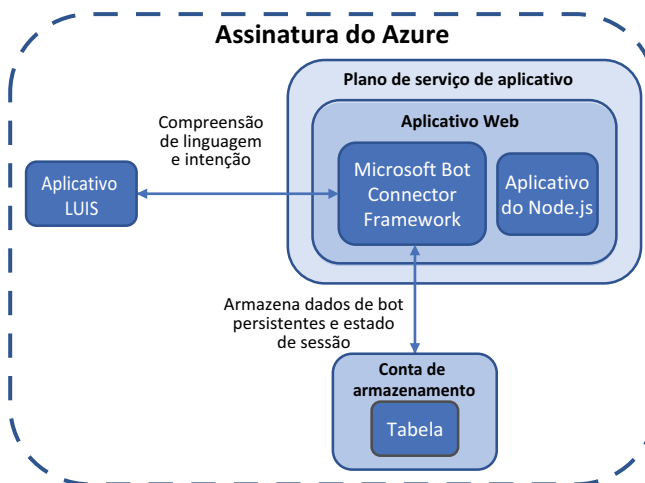 Assinatura do Azure
Plano de serviço de aplicativo
Aplicativo Web
Compreensão
de linguagem
e intenção
Aplicativo
LUIS
Microsoft Bot
Connector
Framework
Aplicativo
do Node.js
Armazena dados de bot
persistentes e estado
de sessão
Conta de
armazenamento
Tabela